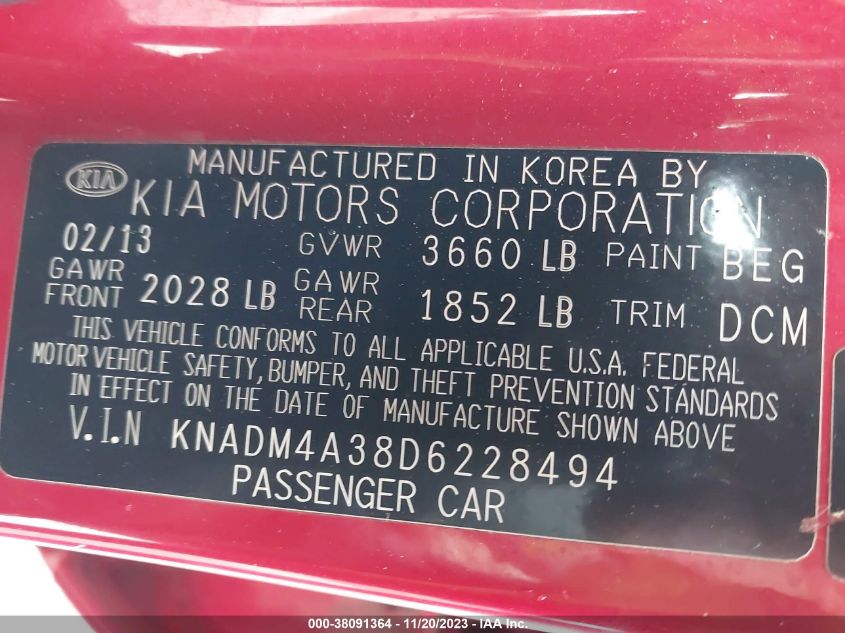 MANUFACTURED IN KOREA BY
KIA KIA MOTORS CORPORATION
02/13 GVWR 3660 LB PAINT BEG
GAWR FRONT 2028 LB GAWR REAR 1852 LB TRIM DCM
THIS VEHICLE CONFORMS TO ALL APPLICABLE U.S.A. FEDERAL
MOTOR VEHICLE SAFETY, BUMPER, AND THEFT PREVENTION STANDARDS
IN EFFECT ON THE DATE OF MANUFACTURE SHOWN ABOVE
V.I.N KNADM4A38D6228494
PASSENGER CAR
000-38091364 - 11/20/2023 - IAA Inc.